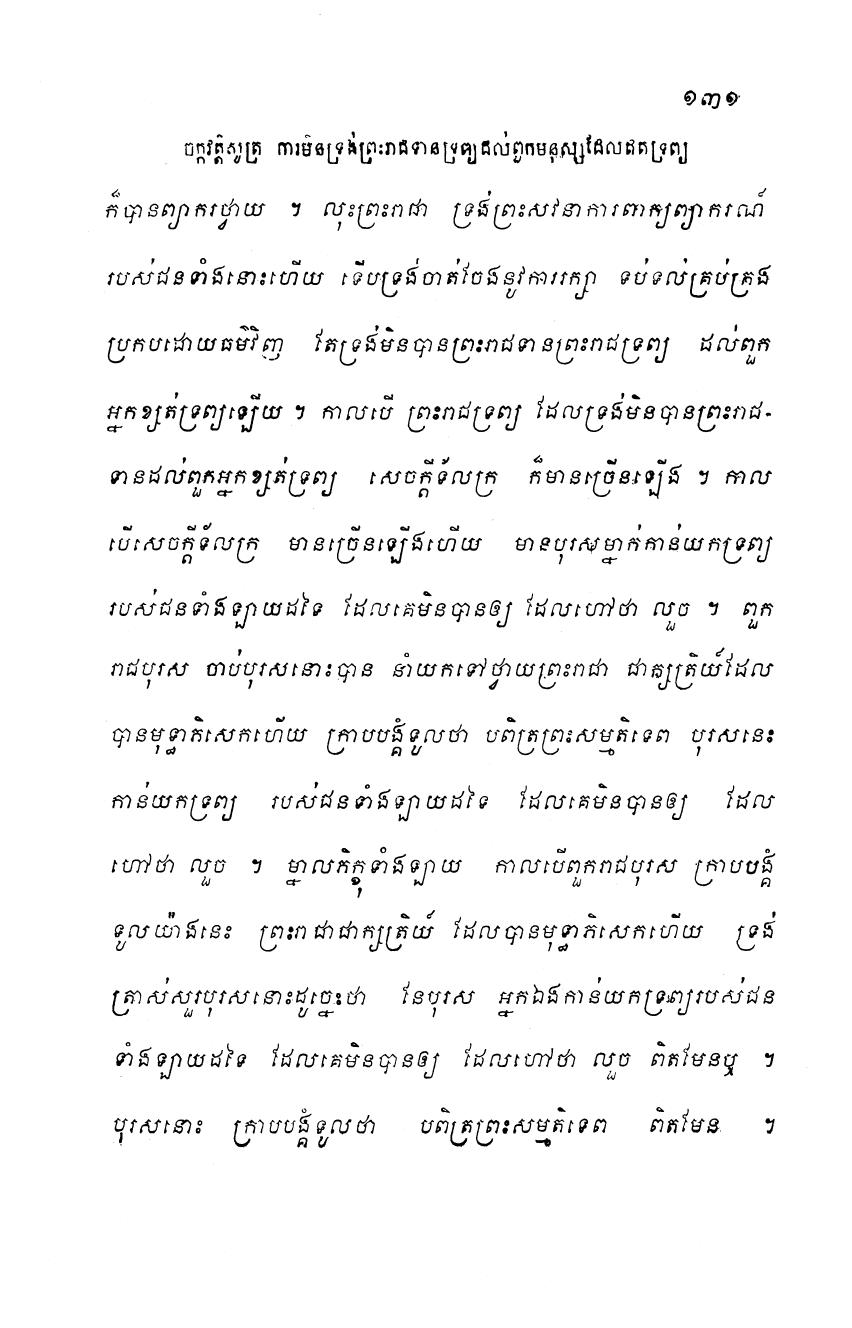 ១៣១
ចក្កវត្តិសូត្រ ការមិនទ្រង់ព្រះរាជទានទ្រព្យដល់ពួកមនុស្សដែលឥតទ្រព្យ
ក៏បានព្យាករថ្វាយ ។ លុះព្រះរាជា ទ្រង់ព្រះសវនាការពាក្យព្យាករណ៍
របស់ជនទាំងនោះហើយ ទើបទ្រង់ចាត់ចែងនូវការរក្សា ទប់ទល់គ្រប់គ្រង
ប្រកបដោយធម៌វិញ តែទ្រង់មិនបានព្រះរាជទានព្រះរាជទ្រព្យ ដល់ពួក
អ្នកខ្សត់ទ្រព្យឡើយ ។ កាលបើ ព្រះរាជទ្រព្យ ដែលទ្រង់មិនបានព្រះរាជ-
ទានដល់ពួកអ្នកខ្សត់ទ្រព្យ សេចក្តីទ័លក្រ ក៏មានច្រើនឡើង ។ កាល
បើសេចក្តីទ័លក្រ មានច្រើនឡើងហើយ មានបុរសម្នាក់កាន់យកទ្រព្យ
របស់ជនទាំងឡាយដទៃ ដែលគេមិនបានឲ្យ ដែលហៅថា លួច ។ ពួក
រាជបុរស ចាប់បុរសនោះបាន នាំយកទៅថ្វាយព្រះរាជា ជាក្សត្រិយ៍ដែល
បានមុទ្ធាភិសេកហើយ ក្រាបបង្គំទូលថា បពិត្រព្រះសម្មតិទេព បុរសនេះ
កាន់យកទ្រព្យ របស់ជនទាំងឡាយដទៃ ដែលគេមិនបានឲ្យ ដែល
ហៅថា លួច ។ ម្នាលភិក្ខុទាំងឡាយ កាលបើពួករាជបុរស ក្រាបបង្គំ
ទូលយ៉ាងនេះ ព្រះរាជាជាក្សត្រិយ៍ ដែលបានមុទ្ធាភិសេកហើយ ទ្រង់
ត្រាស់សួរបុរសនោះដូច្នេះថា នែបុរស អ្នកឯងកាន់យកទ្រព្យរបស់ជន
ទាំងឡាយដទៃ ដែលគេមិនបានឲ្យ ដែលហៅថា លួច ពិតមែនឬ ។
បុរសនោះ ក្រាបបង្គំទូលថា បពិត្រព្រះសម្មតិទេព ពិតមែន ។